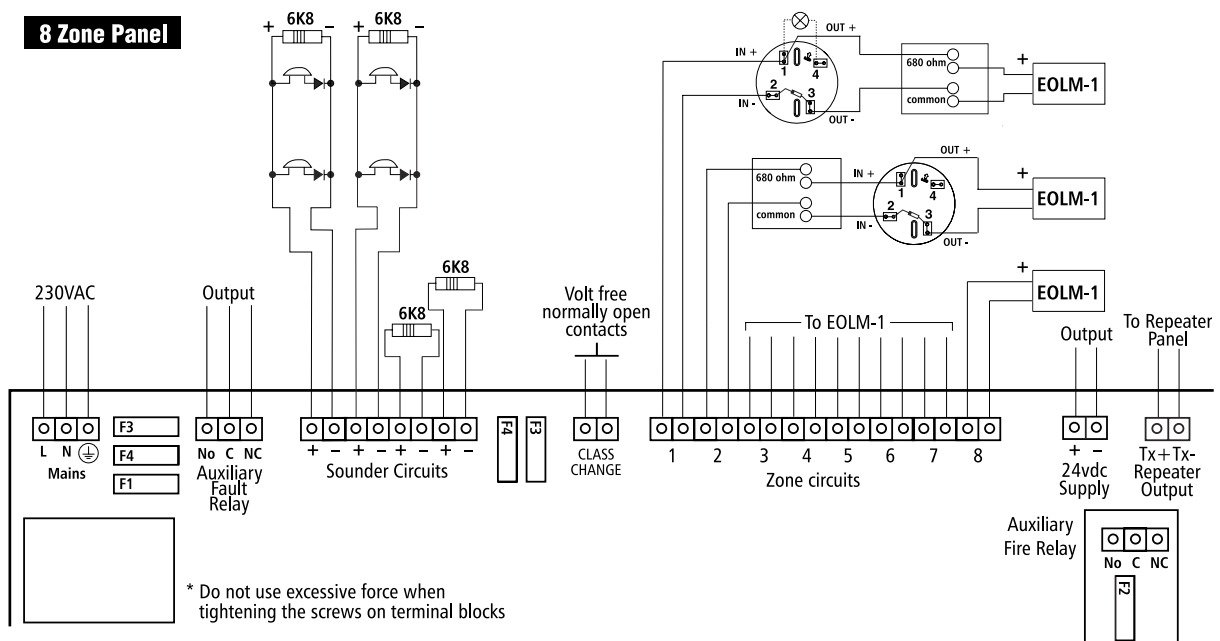 8 Zone Panel
+ 6K8 -
+ 6K8 -
6K8
6K8
230VAC
Output
Volt free
normally open
contacts
IN +
IN -
OUT +
OUT -
1
2
3
4
680 ohm
common
+
EOLM-1
680 ohm
common
IN +
IN -
OUT +
OUT -
1
2
3
4
+
EOLM-1
+
EOLM-1
To EOLM-1
Output
To Repeater
Panel
L N
Mains
F3
F4
F1
No C NC
Auxiliary
Fault
Relay
+ - + - + - + -
Sounder Circuits
F4
F3
CLASS
CHANGE
1 2 3 4 5 6 7 8
Zone circuits
+ -
24vdc
Supply
Tx+Tx-
Repeater
Output
Auxiliary
Fire Relay
No C NC
F2
* Do not use excessive force when
tightening the screws on terminal blocks